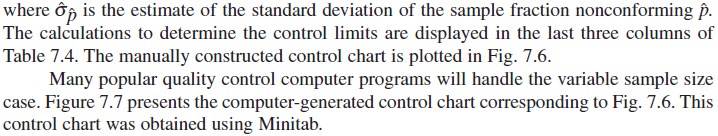 where σ̂p̂ is the estimate of the standard deviation of the sample fraction nonconforming p̂.
The calculations to determine the control limits are displayed in the last three columns of
Table 7.4. The manually constructed control chart is plotted in Fig. 7.6.
Many popular quality control computer programs will handle the variable sample size
case. Figure 7.7 presents the computer-generated control chart corresponding to Fig. 7.6. This
control chart was obtained using Minitab.